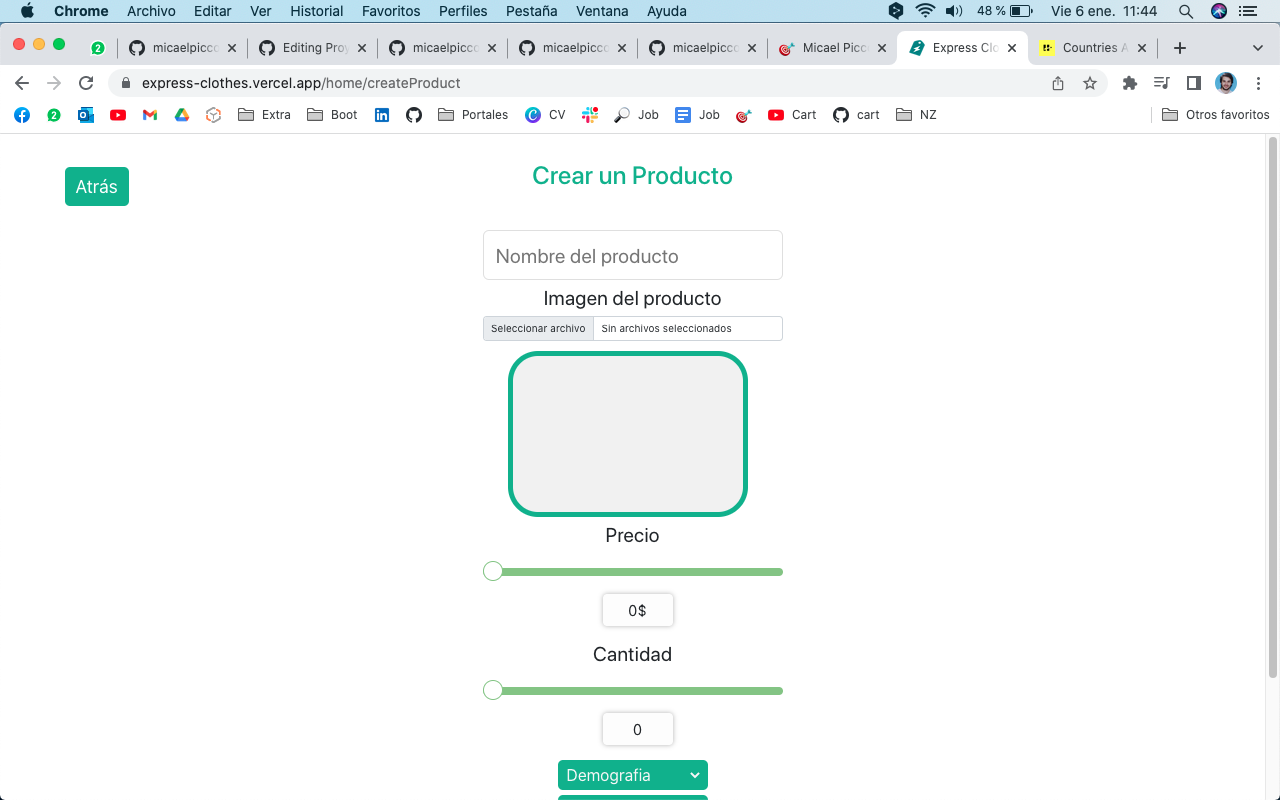 Chrome Archivo Editar Ver Historial Favoritos Perfiles Pestaña Ventana Ayuda 48 % Vie 6 ene. 11:44
2 micaelpicco Editing Proy micaelpicco micaelpicco micaelpicco Micael Picco Express Clo Countries A
express-clothes.vercel.app/home/createProduct
2 Extra Boot Portales CV Job Job Cart cart NZ Otros favoritos
Atrás
Crear un Producto
Nombre del producto
Imagen del producto
Seleccionar archivo Sin archivos seleccionados
Precio
0$
Cantidad
0
Demografia